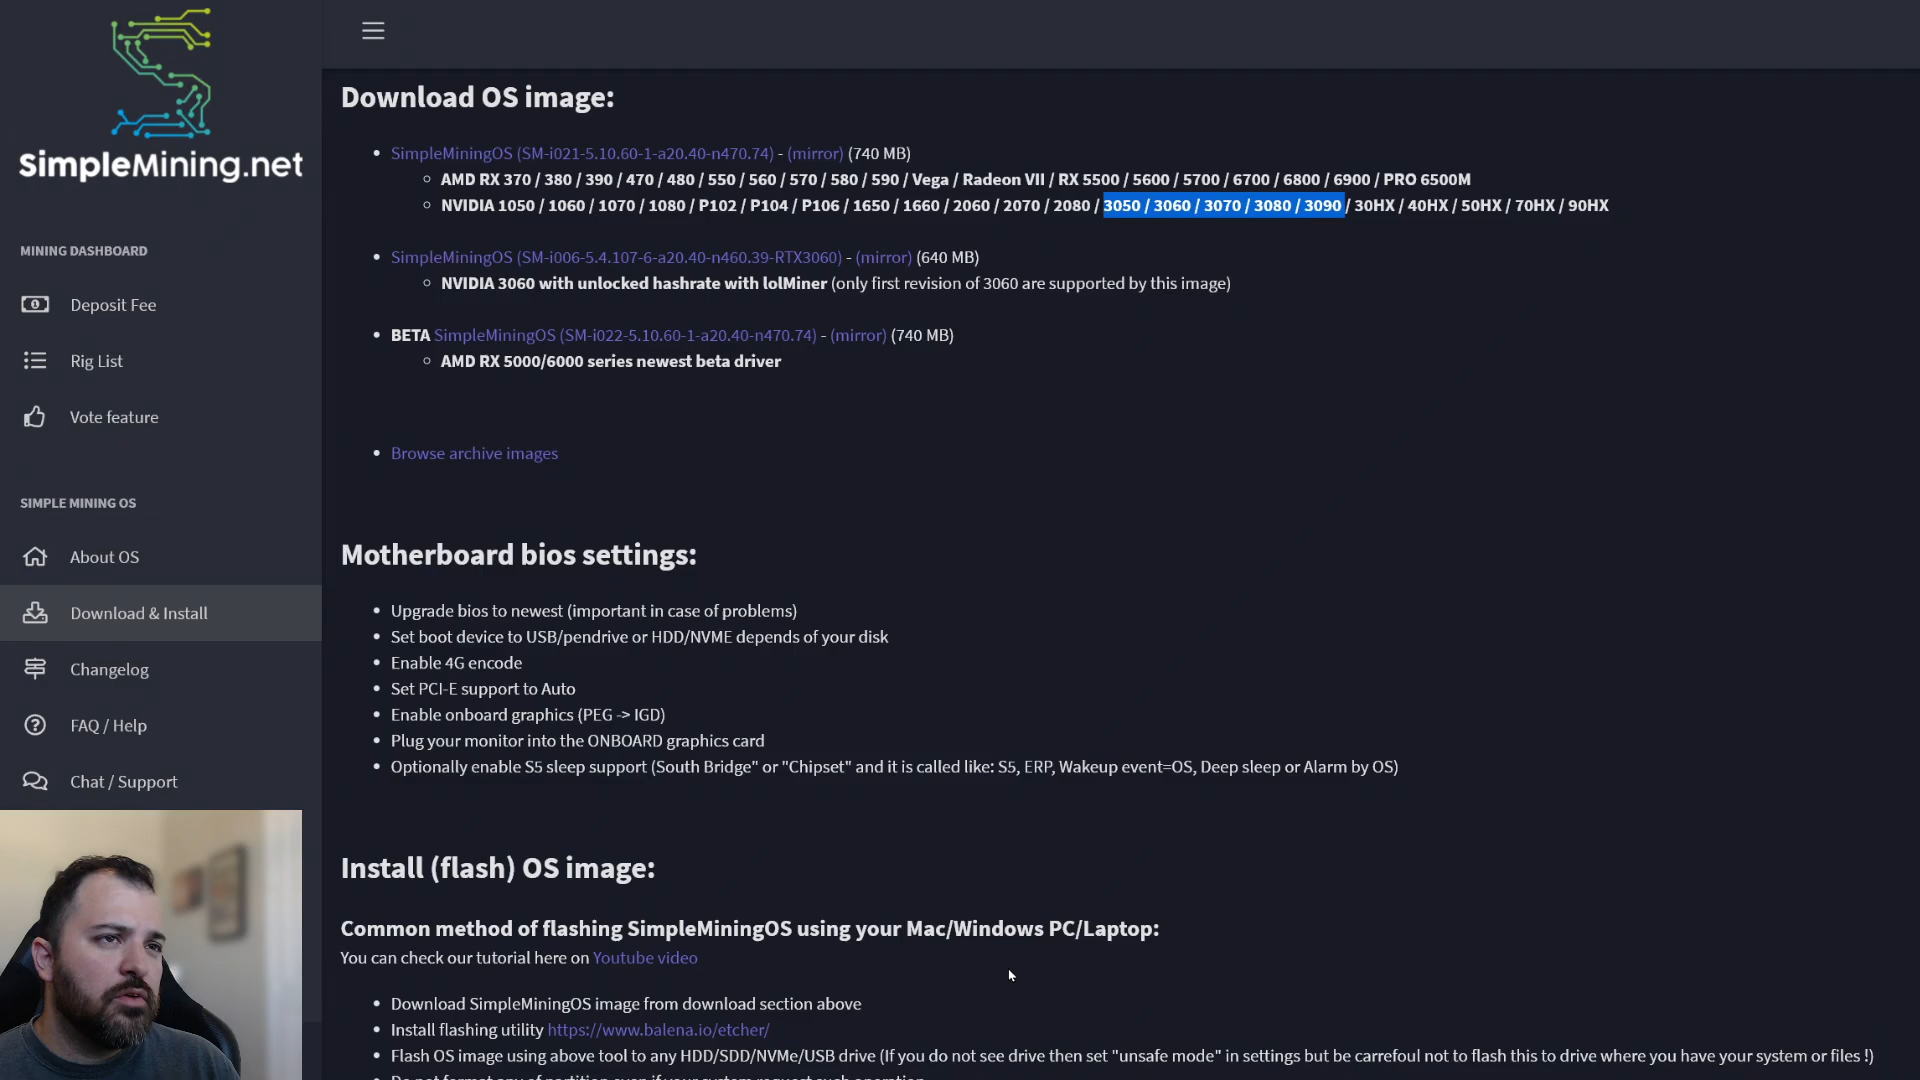 SimpleMining.net
MINING DASHBOARD
Deposit Fee
Rig List
Vote feature
SIMPLE MINING OS
About OS
Download & Install
Changelog
FAQ / Help
Chat / Support
Download OS image:
SimpleMiningOS (SM-i021-5.10.60-1-a20.40-n470.74) - (mirror) (740 MB)
AMD RX 370 / 380 / 390 / 470 / 480 / 550 / 560 / 570 / 580 / 590 / Vega / Radeon VII / RX 5500 / 5600 / 5700 / 6700 / 6800 / 6900 / PRO 6500M
NVIDIA 1050 / 1060 / 1070 / 1080 / P102 / P104 / P106 / 1650 / 1660 / 2060 / 2070 / 2080 / 3050 / 3060 / 3070 / 3080 / 3090 / 30HX / 40HX / 50HX / 70HX / 90HX
SimpleMiningOS (SM-i006-5.4.107-6-a20.40-n460.39-RTX3060) - (mirror) (640 MB)
NVIDIA 3060 with unlocked hashrate with lolMiner (only first revision of 3060 are supported by this image)
BETA SimpleMiningOS (SM-i022-5.10.60-1-a20.40-n470.74) - (mirror) (740 MB)
AMD RX 5000/6000 series newest beta driver
Browse archive images
Motherboard bios settings:
Upgrade bios to newest (important in case of problems)
Set boot device to USB/pendrive or HDD/NVME depends of your disk
Enable 4G encode
Set PCI-E support to Auto
Enable onboard graphics (PEG -> IGD)
Plug your monitor into the ONBOARD graphics card
Optionally enable S5 sleep support (South Bridge" or "Chipset" and it is called like: S5, ERP, Wakeup event=OS, Deep sleep or Alarm by OS)
Install (flash) OS image:
Common method of flashing SimpleMiningOS using your Mac/Windows PC/Laptop:
You can check our tutorial here on Youtube video
Download SimpleMiningOS image from download section above
Install flashing utility https://www.balena.io/etcher/
Flash OS image using above tool to any HDD/SDD/NVMe/USB drive (If you do not see drive then set "unsafe mode" in settings but be carrefoul not to flash this to drive where you have your system or files !)
Do not format any of partition even if your system request such operation